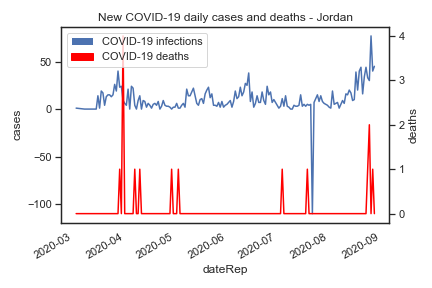 New COVID-19 daily cases and deaths - Jordan
COVID-19 infections
COVID-19 deaths
50
0
−50
−100
cases
4
3
2
1
0
deaths
2020-03
2020-04
2020-05
2020-06
2020-07
2020-08
2020-09
dateRep